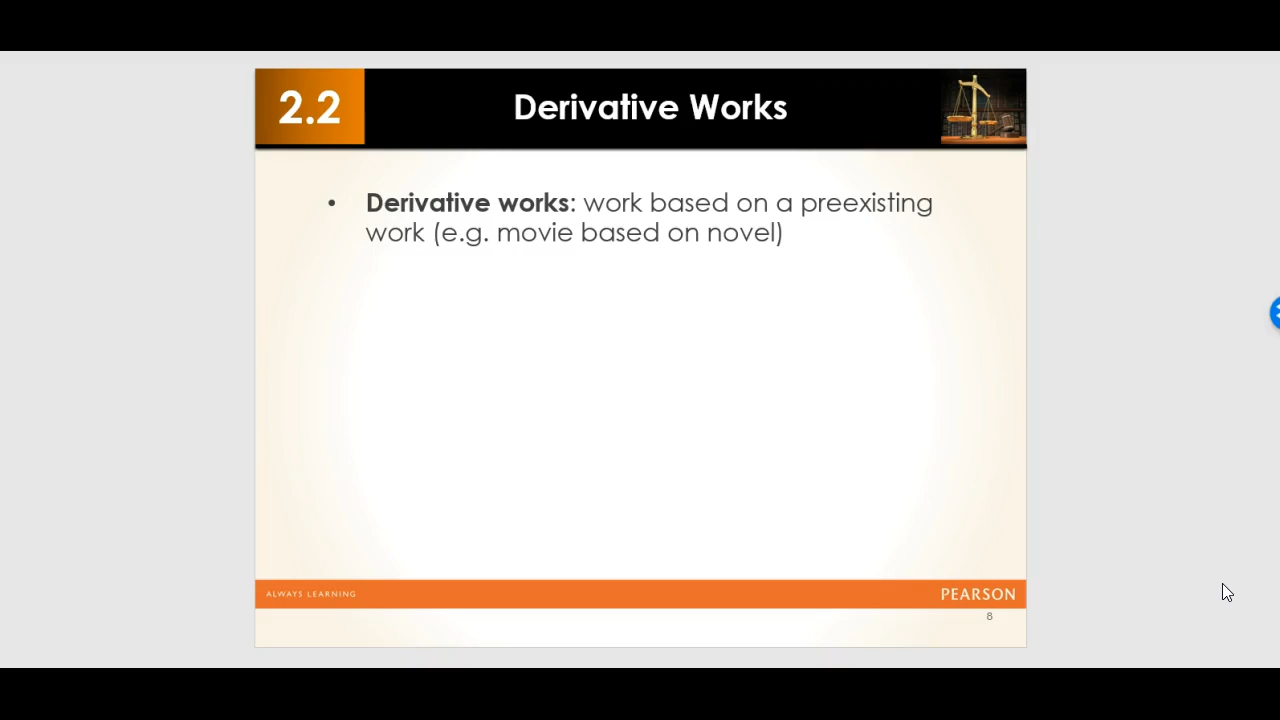 2.2
Derivative Works
• Derivative works: work based on a preexisting
work (e.g. movie based on novel)
ALWAYS LEARNING
PEARSON
8